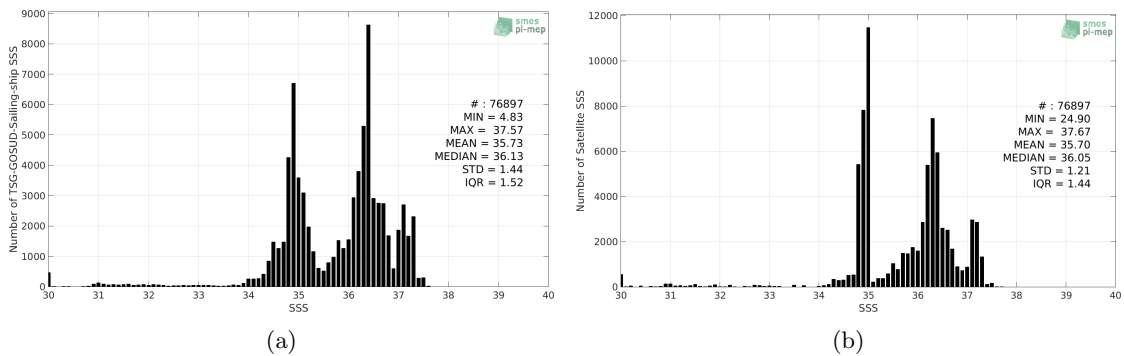 smos
pi-mep
Number of TSG-GOSUD-Sailing-ship SSS
9000
8000
7000
6000
5000
4000
3000
2000
1000
0
# : 76897
MIN = 4.83
MAX = 37.57
MEAN = 35.73
MEDIAN = 36.13
STD = 1.44
IQR = 1.52
30 31 32 33 34 35 36 37 38 39 40
SSS
(a)
smos
pi-mep
Number of Satellite SSS
12000
10000
8000
6000
4000
2000
0
# : 76897
MIN = 24.90
MAX = 37.67
MEAN = 35.70
MEDIAN = 36.05
STD = 1.21
IQR = 1.44
30 31 32 33 34 35 36 37 38 39 40
SSS
(b)